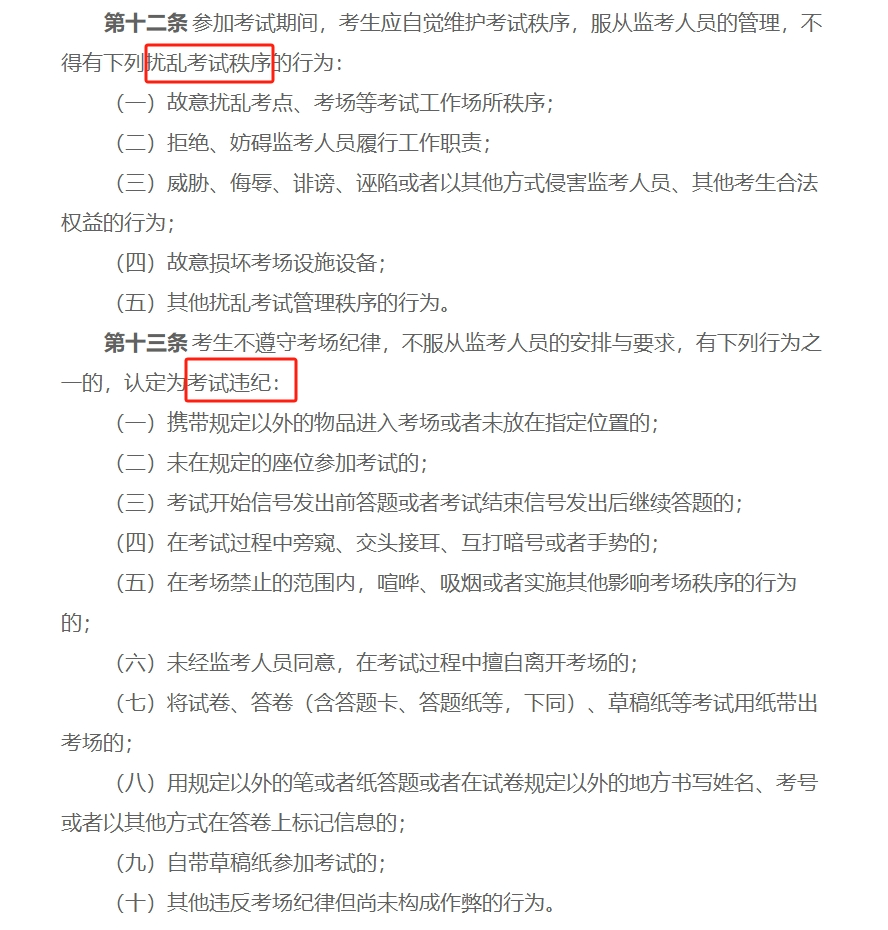 第十二条 参加考试期间，考生应自觉维护考试秩序，服从监考人员的管理，不
得有下列扰乱考试秩序的行为：
（一）故意扰乱考点、考场等考试工作场所秩序；
（二）拒绝、妨碍监考人员履行工作职责；
（三）威胁、侮辱、诽谤、诬陷或者以其他方式侵害监考人员、其他考生合法
权益的行为；
（四）故意损坏考场设施设备；
（五）其他扰乱考试管理秩序的行为。
第十三条 考生不遵守考场纪律，不服从监考人员的安排与要求，有下列行为之
一的，认定为考试违纪：
（一）携带规定以外的物品进入考场或者未放在指定位置的；
（二）未在规定的座位参加考试的；
（三）考试开始信号发出前答题或者考试结束信号发出后继续答题的；
（四）在考试过程中旁窥、交头接耳、互打暗号或者手势的；
（五）在考场禁止的范围内，喧哗、吸烟或者实施其他影响考场秩序的行为
的；
（六）未经监考人员同意，在考试过程中擅自离开考场的；
（七）将试卷、答卷（含答题卡、答题纸等，下同）、草稿纸等考试用纸带出
考场的；
（八）用规定以外的笔或者纸答题或者在试卷规定以外的地方书写姓名、考号
或者以其他方式在答卷上标记信息的；
（九）自带草稿纸参加考试的；
（十）其他违反考场纪律但尚未构成作弊的行为。